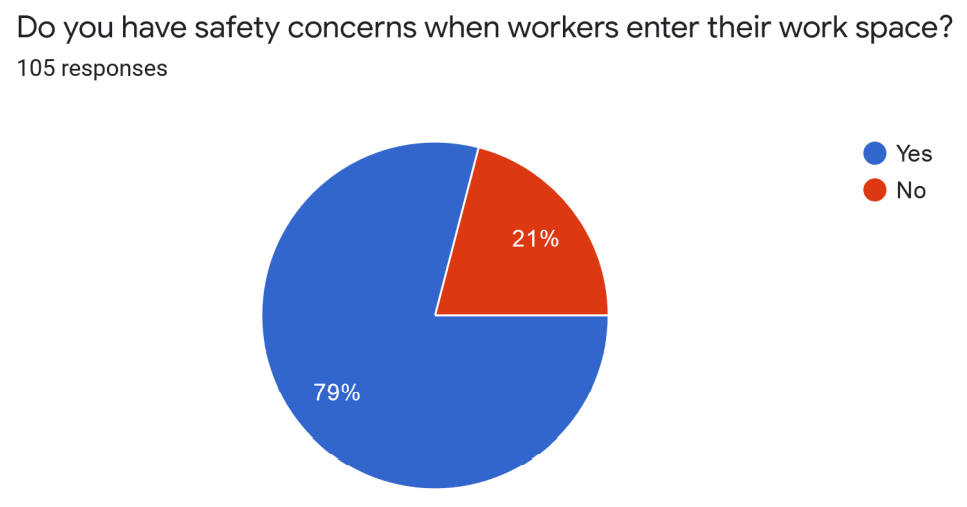 Do you have safety concerns when workers enter their work space?
105 responses
Yes
No
21%
79%